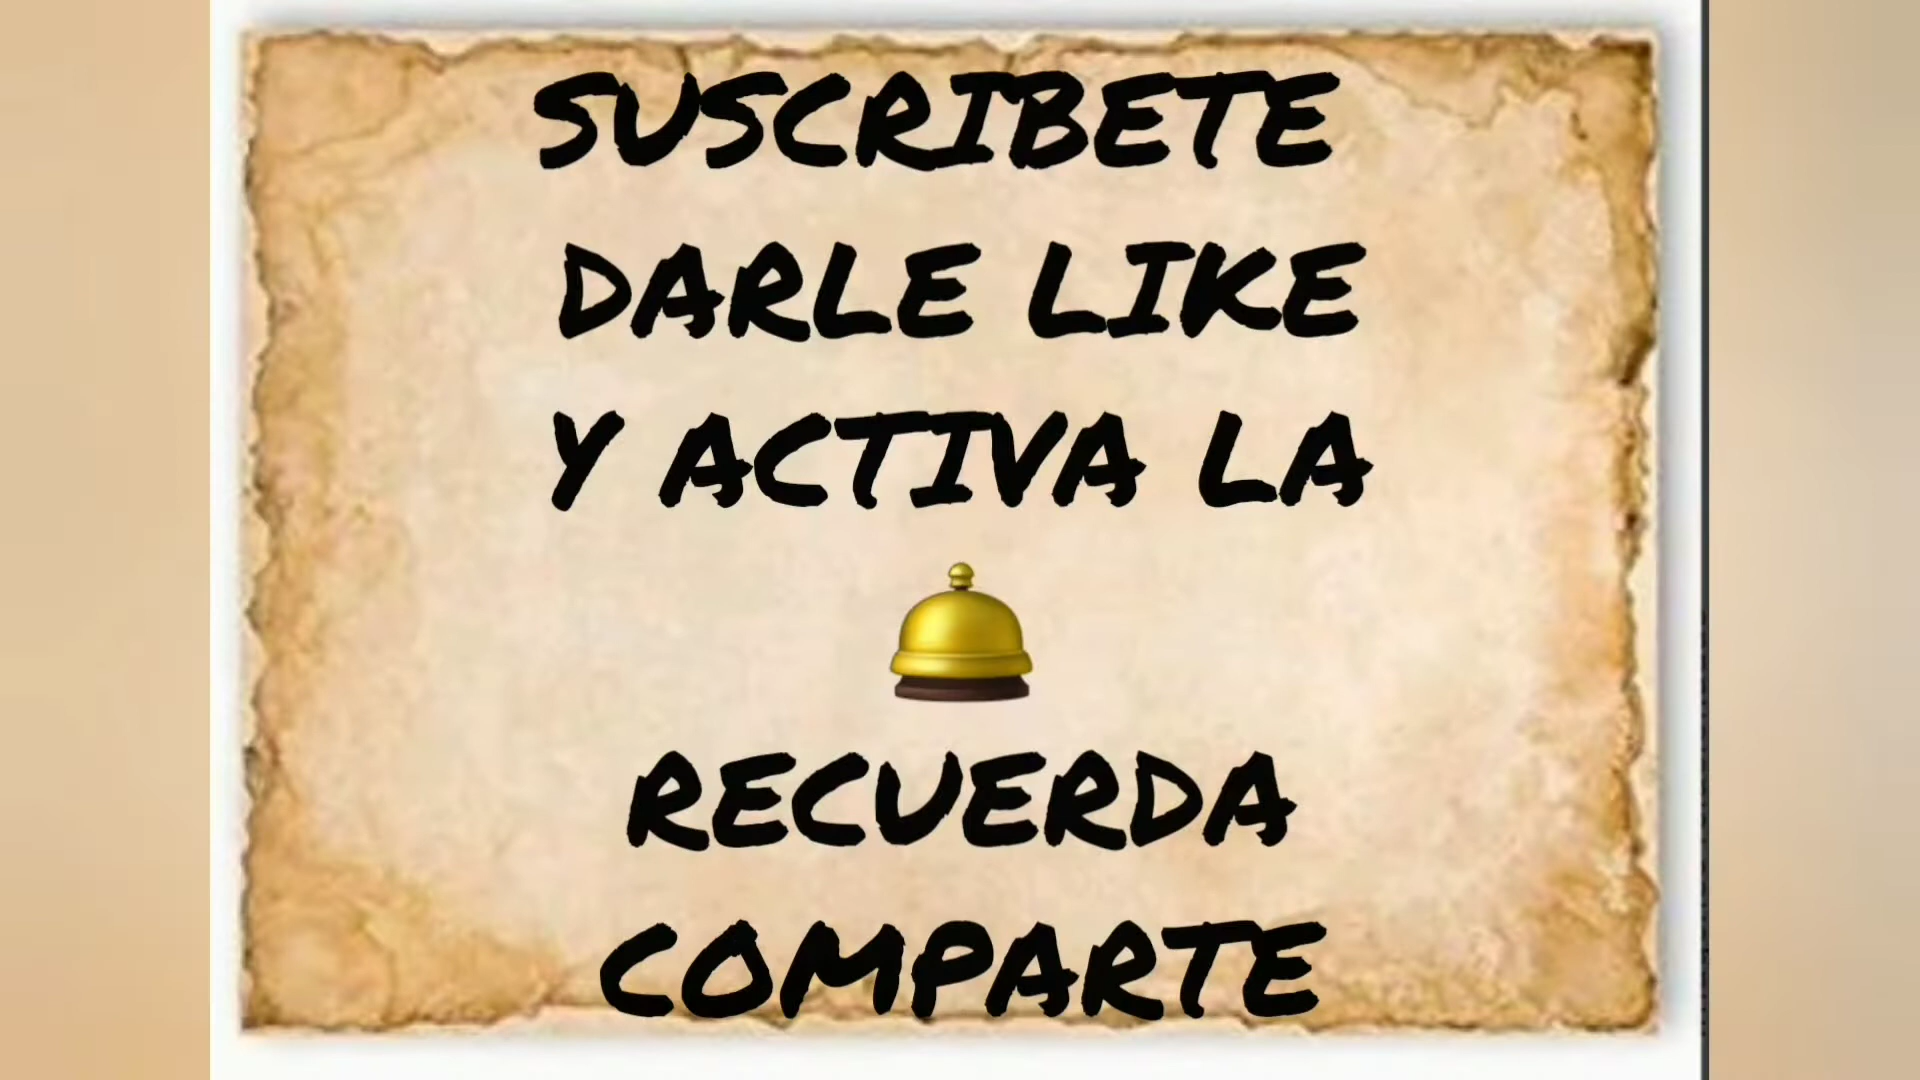 SUSCRIBETE
DARLE LIKE
Y ACTIVA LA
RECUERDA
COMPARTE